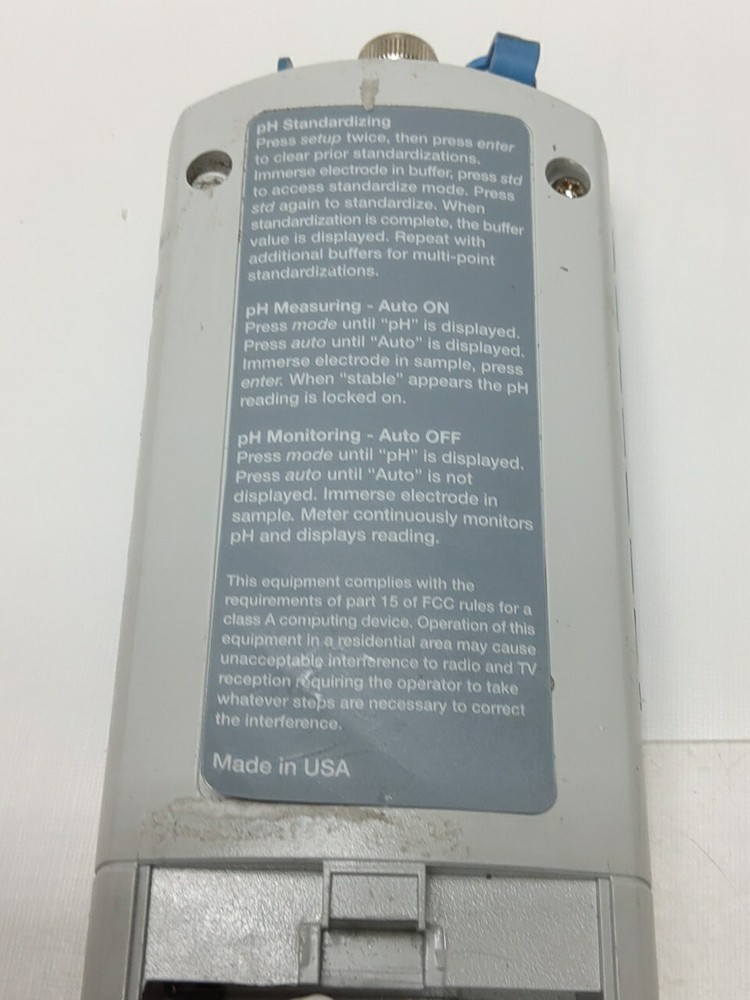 pH Standardizing
Press setup twice, then press enter
to clear prior standardizations.
Immerse electrode in buffer, press std
to access standardize mode. Press
std again to standardize. When
standardization is complete, the buffer
value is displayed. Repeat with
additional buffers for multi-point
standardizations.
pH Measuring - Auto ON
Press mode until "pH" is displayed.
Press auto until "Auto" is displayed.
Immerse electrode in sample, press
enter. When "stable" appears the pH
reading is locked on.
pH Monitoring - Auto OFF
Press mode until "pH" is displayed.
Press auto until "Auto" is not
displayed. Immerse electrode in
sample. Meter continuously monitors
pH and displays reading.
This equipment complies with the
requirements of part 15 of FCC rules for a
class A computing device. Operation of this
equipment in a residential area may cause
unacceptable interference to radio and TV
reception requiring the operator to take
whatever steps are necessary to correct
the interference.
Made in USA